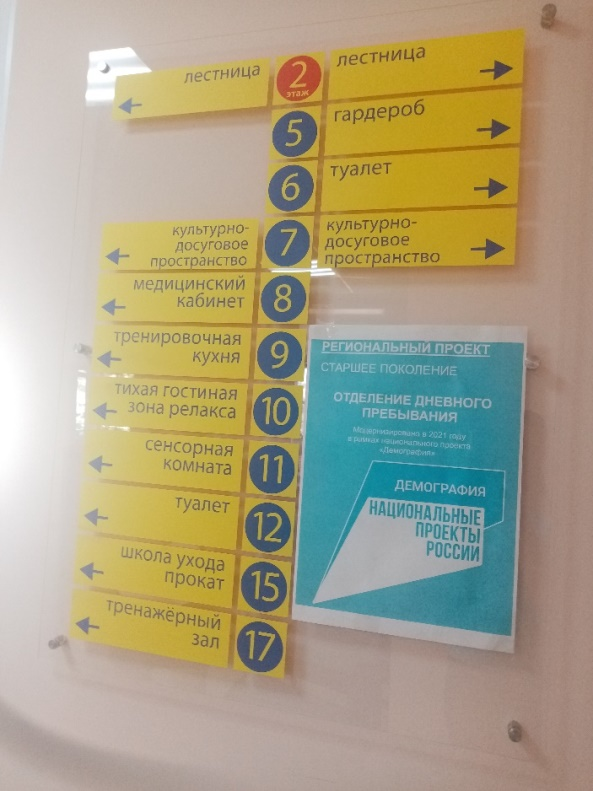 лестница
2
этаж
лестница
5
гардероб
6
туалет
культурно-
досуговое
пространство
7
культурно-
досуговое
пространство
медицинский
кабинет
8
тренировочная
кухня
9
тихая гостиная
зона релакса
10
сенсорная
комната
11
туалет
12
школа ухода
прокат
15
тренажёрный
зал
17
РЕГИОНАЛЬНЫЙ ПРОЕКТ
СТАРШЕЕ ПОКОЛЕНИЕ
ОТДЕЛЕНИЕ ДНЕВНОГО
ПРЕБЫВАНИЯ
Модернизировано в 2021 году
в рамках национального проекта
«Демография»
ДЕМОГРАФИЯ
НАЦИОНАЛЬНЫЕ
ПРОЕКТЫ
РОССИИ